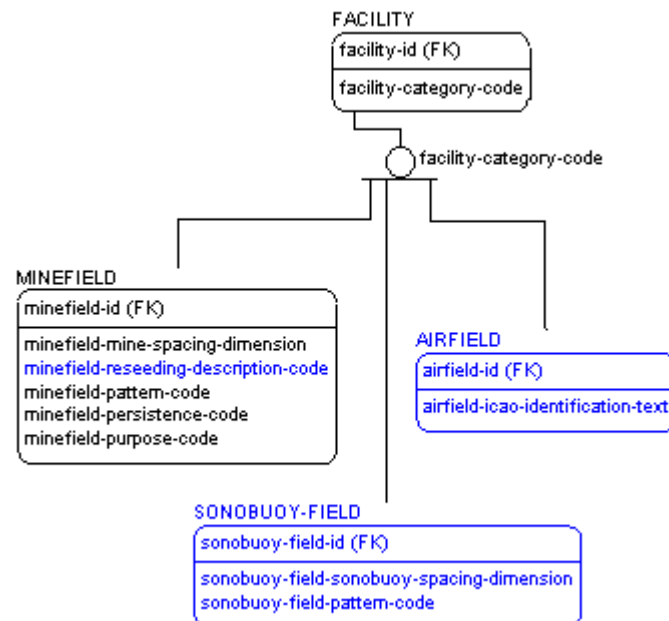 FACILITY
facility-id (FK)
facility-category-code
facility-category-code
MINEFIELD
minefield-id (FK)
minefield-mine-spacing-dimension
minefield-reseeding-description-code
minefield-pattern-code
minefield-persistence-code
minefield-purpose-code
AIRFIELD
airfield-id (FK)
airfield-icao-identification-text
SONOBUOY-FIELD
sonobuoy-field-id (FK)
sonobuoy-field-sonobuoy-spacing-dimension
sonobuoy-field-pattern-code